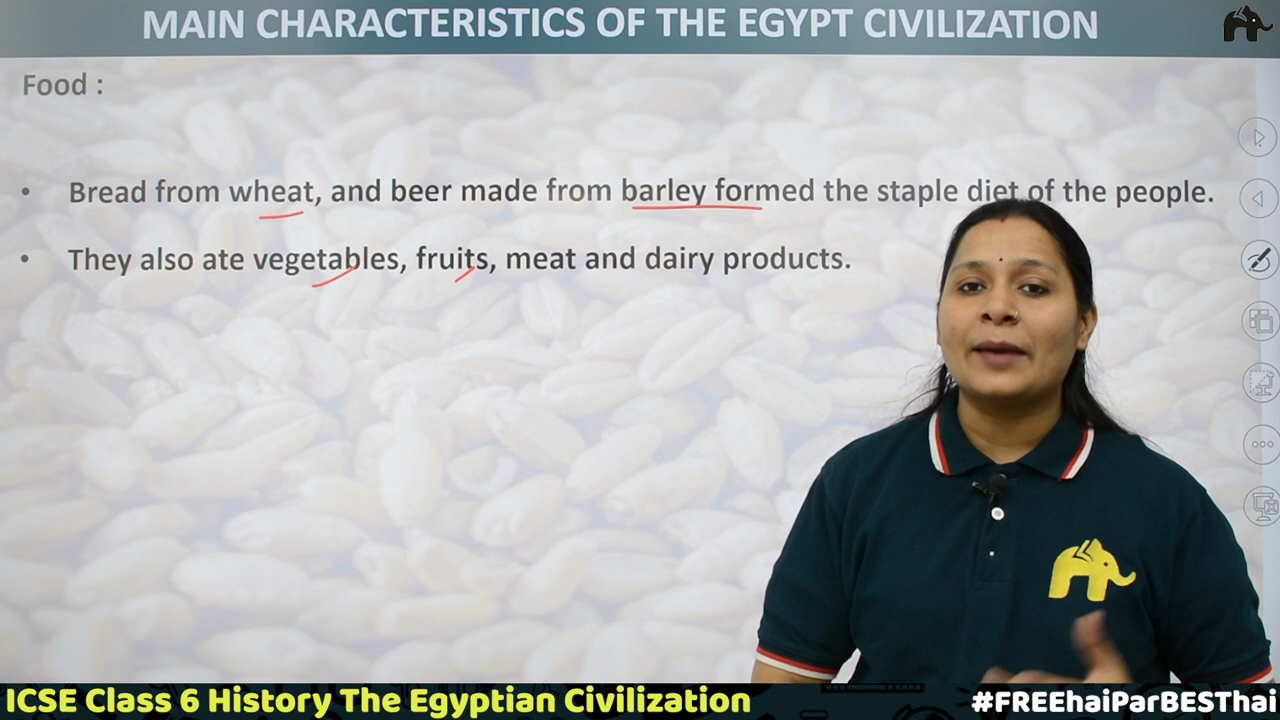 MAIN CHARACTERISTICS OF THE EGYPT CIVILIZATION
Food :
• Bread from wheat, and beer made from barley formed the staple diet of the people.
• They also ate vegetables, fruits, meat and dairy products.
ICSE Class 6 History The Egyptian Civilization
#FREEhaiParBESThai